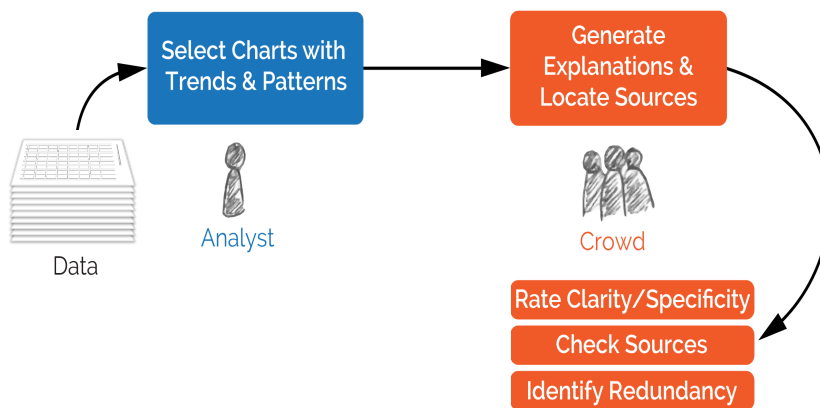 Select Charts with
Trends & Patterns
Generate
Explanations &
Locate Sources
Data
Analyst
Crowd
Rate Clarity/Specificity
Check Sources
Identify Redundancy